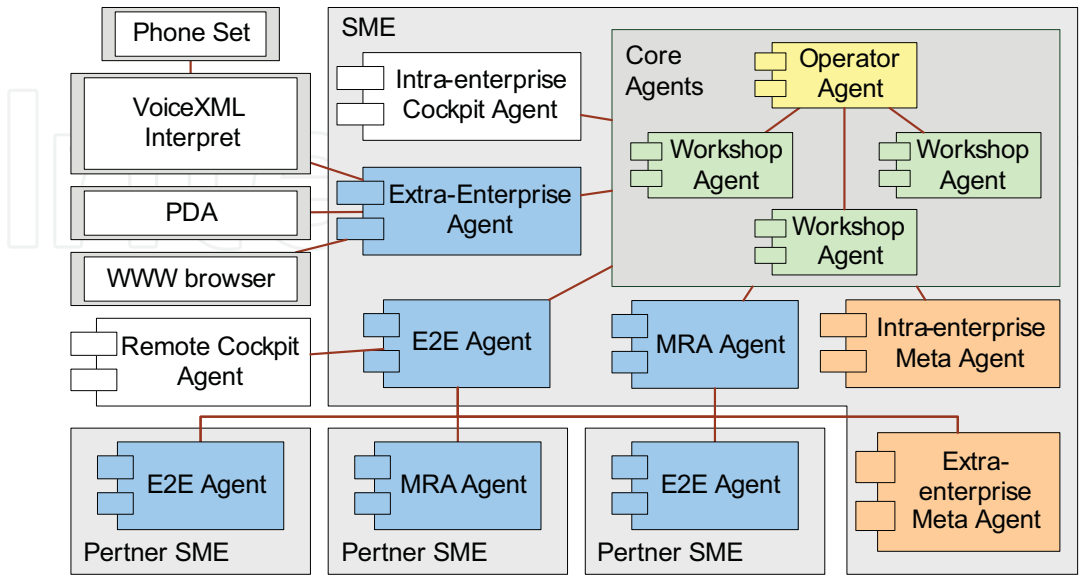 Phone Set
VoiceXML
Interpret
PDA
WWW browser
SME
Intra-enterprise
Cockpit Agent
Core
Agents
Operator
Agent
Workshop
Agent
Workshop
Agent
Workshop
Agent
Extra-Enterprise
Agent
E2E Agent
MRA Agent
Intra-enterprise
Meta Agent
Remote Cockpit
Agent
E2E Agent
Pertner SME
MRA Agent
Pertner SME
E2E Agent
Pertner SME
Extra-
enterprise
Meta Agent